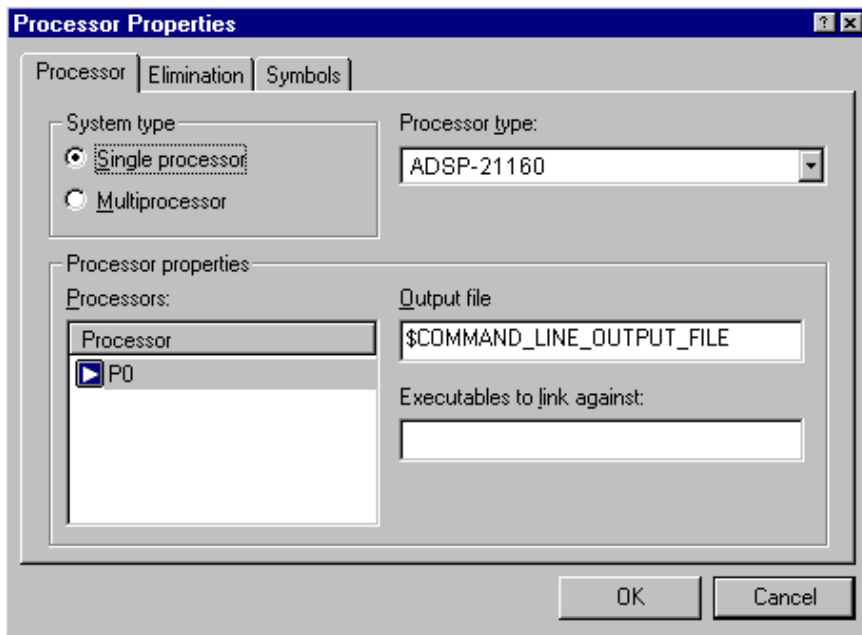 Processor Properties
Processor
Elimination
Symbols
System type
Single processor
Multiprocessor
Processor type:
ADSP-21160
Processor properties
Processors:
Processor
P0
Output file
$COMMAND_LINE_OUTPUT_FILE
Executables to link against:
OK
Cancel